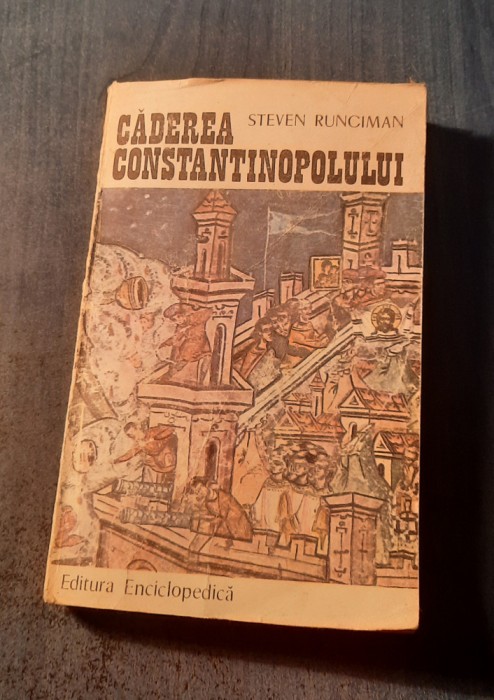 STEVEN RUNCIMAN
CĂDEREA
CONSTANTINOPOLULUI
Editura Enciclopedică